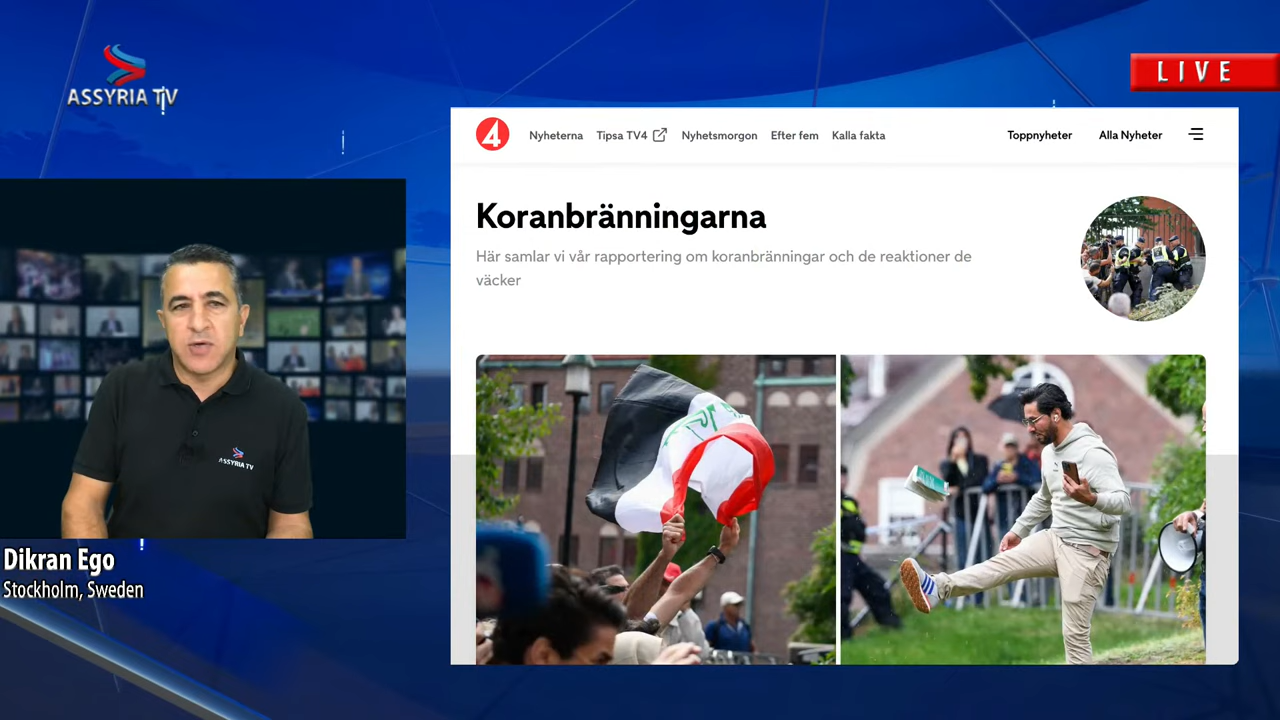 ASSYRIA TV
LIVE
4
Nyheterna
Tipsa TV4
Nyhetsmorgon
Efter fem
Kalla fakta
Toppnyheter
Alla Nyheter
Koranbränningarna
Här samlar vi vår rapportering om koranbränningar och de reaktioner de
väcker
ASSYRIA TV
Dikran Ego
Stockholm, Sweden